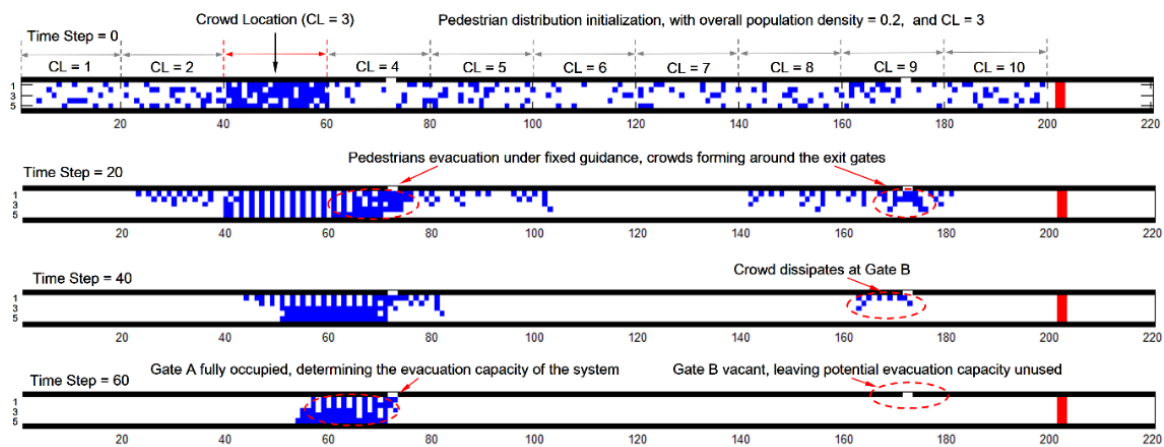 Crowd Location (CL = 3)
Pedestrian distribution initialization, with overall population density = 0.2, and CL = 3
Time Step = 0
CL = 1 CL = 2 CL = 4 CL = 5 CL = 6 CL = 7 CL = 8 CL = 9 CL = 10
1
3
5
20 40 60 80 100 120 140 160 180 200 220
Pedestrians evacuation under fixed guidance, crowds forming around the exit gates
Time Step = 20
1
3
5
20 40 60 80 100 120 140 160 180 200 220
Time Step = 40
Crowd dissipates at Gate B
1
3
5
20 40 60 80 100 120 140 160 180 200 220
Gate A fully occupied, determining the evacuation capacity of the system
Gate B vacant, leaving potential evacuation capacity unused
Time Step = 60
1
3
5
20 40 60 80 100 120 140 160 180 200 220